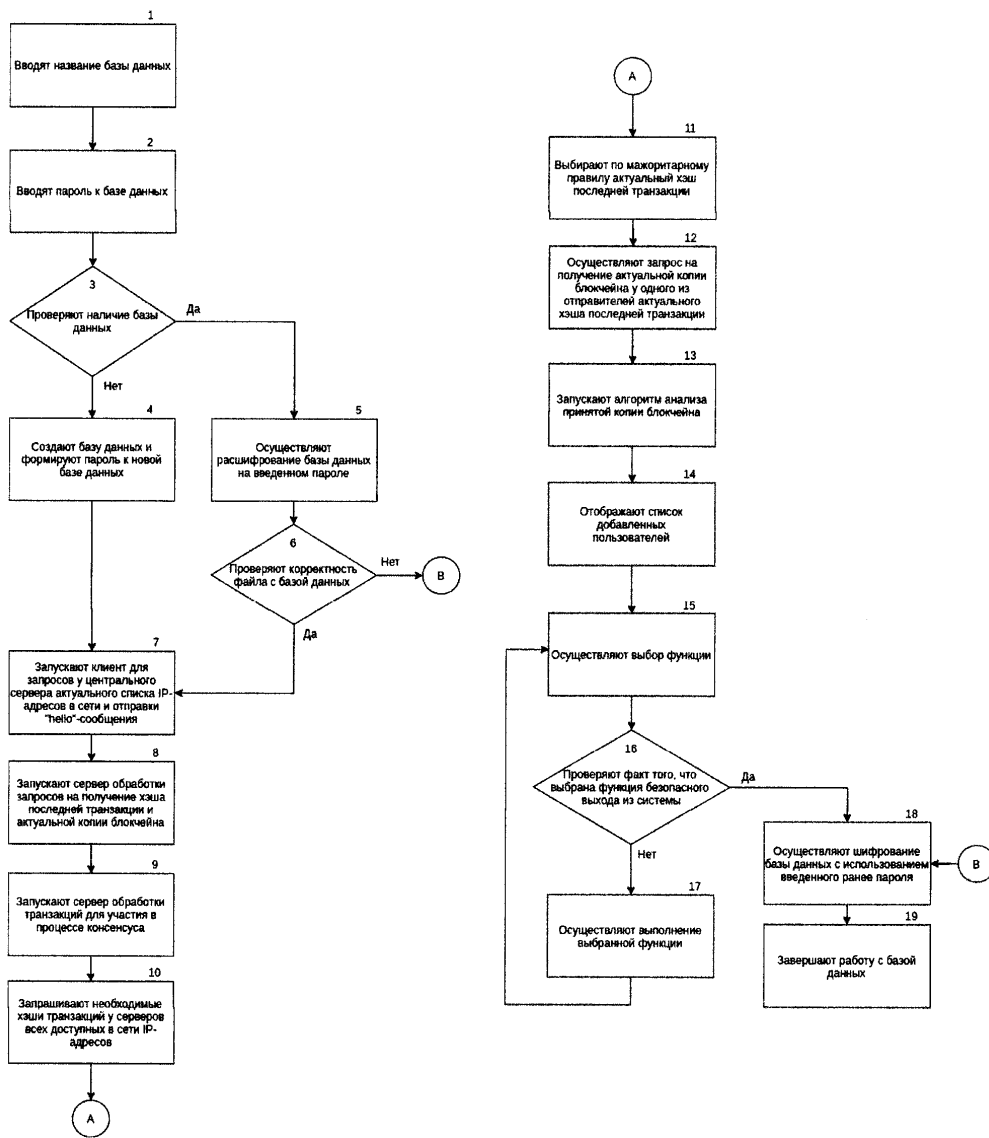 1
Вводят название базы данных
2
Вводят пароль к базе данных
3
Проверяют наличие базы
данных
Да
Нет
4
Создают базу данных и
формируют пароль к новой
базе данных
5
Осуществляют
расшифрование базы данных
на введенном пароле
6
Проверяют корректность
файла с базой данных
Нет
B
Да
7
Запускают клиент для
запросов у центрального
сервера актуального списка IP-
адресов в сети и отправки
"hello"-сообщения
8
Запускают сервер обработки
запросов на получение хэша
последней транзакции и
актуальной копии блокчейна
9
Запускают сервер обработки
транзакций для участия в
процессе консенсуса
10
Запрашивают необходимые
хэши транзакций у серверов
всех доступных в сети IP-
адресов
A
A
11
Выбирают по мажоритарному
правилу актуальный хэш
последней транзакции
12
Осуществляют запрос на
получение актуальной копии
блокчейна у одного из
отправителей актуального
хэша последней транзакции
13
Запускают алгоритм анализа
принятой копии блокчейна
14
Отображают список
добавленных
пользователей
15
Осуществляют выбор функции
16
Проверяют факт того, что
выбрана функция безопасного
выхода из системы
Да
Нет
17
Осуществляют выполнение
выбранной функции
18
Осуществляют шифрование
базы данных с использованием
введенного ранее пароля
B
19
Завершают работу с базой
данных